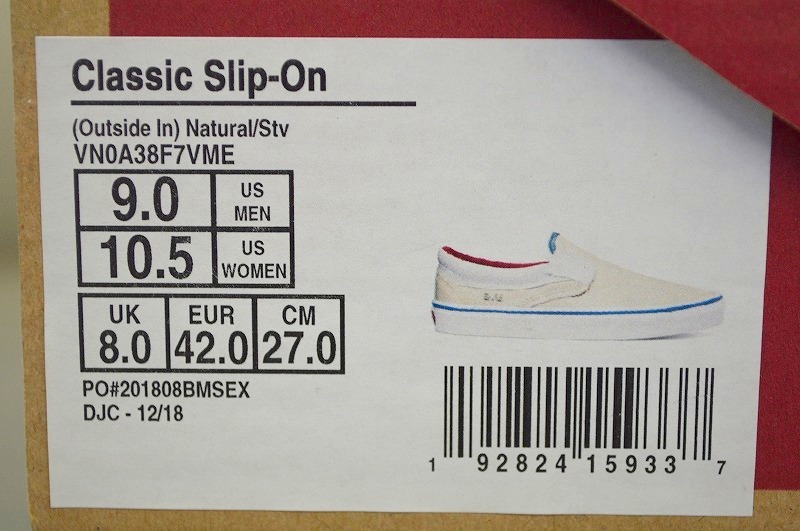 Classic Slip-On
(Outside In) Natural/Stv
VN0A38F7VME
9.0 US MEN
10.5 US WOMEN
UK EUR CM
8.0 42.0 27.0
PO#201808BMSEX
DJC - 12/18
1 92824 15933 7